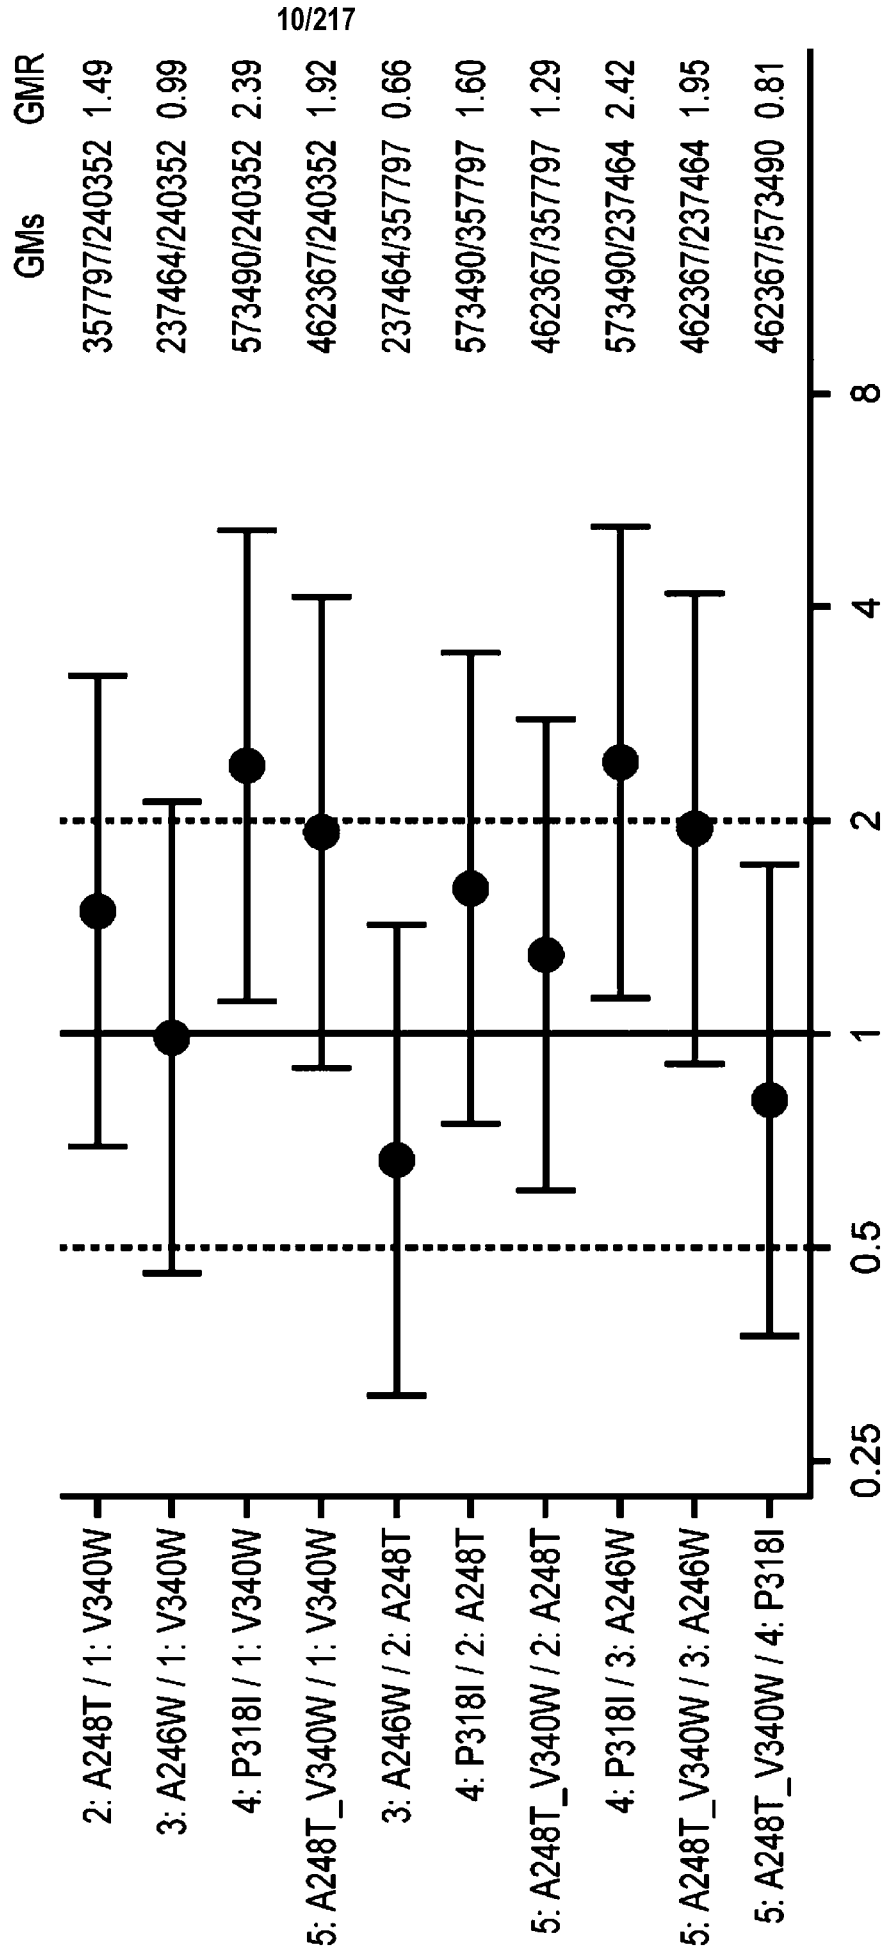 10/217
GMs GMR
2: A248T / 1: V340W 357797/240352 1.49
3: A246W / 1: V340W 237464/240352 0.99
4: P318I / 1: V340W 573490/240352 2.39
5: A248T_V340W / 1: V340W 462367/240352 1.92
3: A246W / 2: A248T 237464/357797 0.66
4: P318I / 2: A248T 573490/357797 1.60
5: A248T_V340W / 2: A248T 462367/357797 1.29
4: P318I / 3: A246W 573490/237464 2.42
5: A248T_V340W / 3: A246W 462367/237464 1.95
5: A248T_V340W / 4: P318I 462367/573490 0.81
0.25 0.5 1 2 4 8